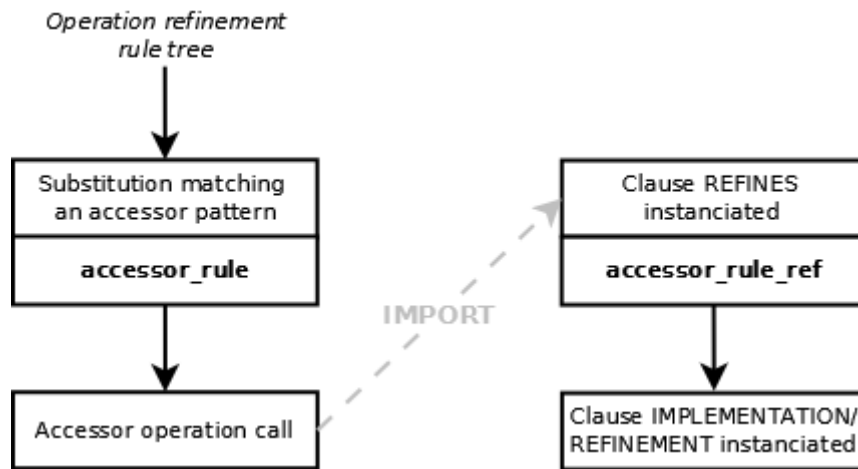 Operation refinement
rule tree
Substitution matching
an accessor pattern
accessor_rule
Accessor operation call
IMPORT
Clause REFINES
instanciated
accessor_rule_ref
Clause IMPLEMENTATION/
REFINEMENT instanciated